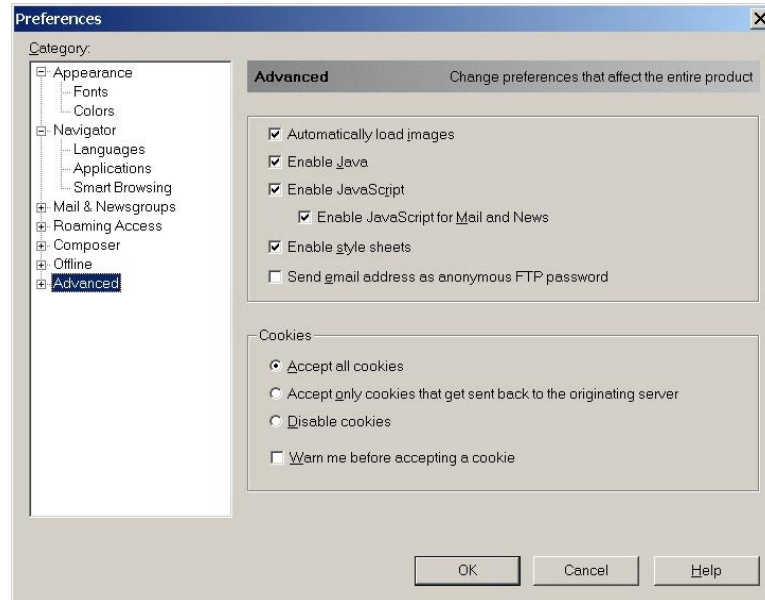 Preferences
Category:
Appearance
Fonts
Colors
Navigator
Languages
Applications
Smart Browsing
Mail & Newsgroups
Roaming Access
Composer
Offline
Advanced
Advanced Change preferences that affect the entire product
Automatically load images
Enable Java
Enable JavaScript
Enable JavaScript for Mail and News
Enable style sheets
Send email address as anonymous FTP password
Cookies
Accept all cookies
Accept only cookies that get sent back to the originating server
Disable cookies
Warn me before accepting a cookie
OK Cancel Help